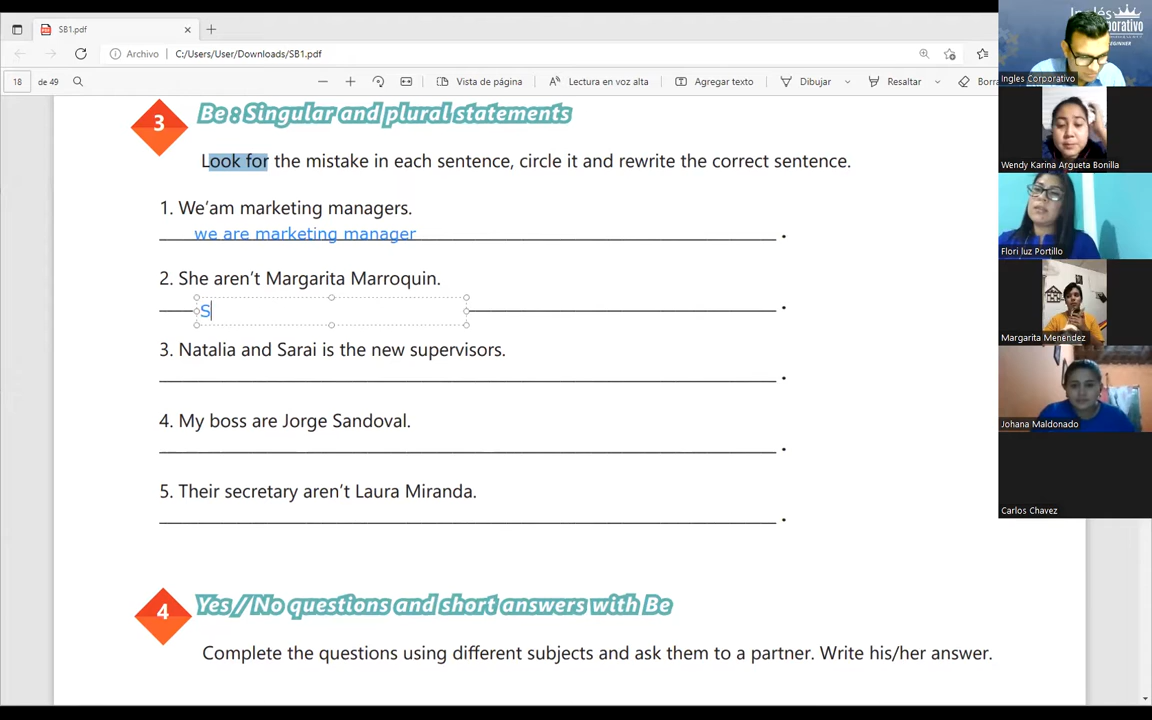 SB1.pdf
Archivo C:/Users/User/Downloads/SB1.pdf
18 de 49 Vista de página Lectura en voz alta Agregar texto Dibujar Resaltar Borra
3 Be : Singular and plural statements
Look for the mistake in each sentence, circle it and rewrite the correct sentence.
1. We'am marketing managers.
we are marketing manager .
2. She aren't Margarita Marroquin.
S .
3. Natalia and Sarai is the new supervisors.
.
4. My boss are Jorge Sandoval.
.
5. Their secretary aren't Laura Miranda.
.
4 Yes / No questions and short answers with Be
Complete the questions using different subjects and ask them to a partner. Write his/her answer.
Inglés
Ingles Corporativo
Wendy Karina Argueta Bonilla
Flori luz Portillo
Margarita Menendez
Johana Maldonado
Carlos Chavez